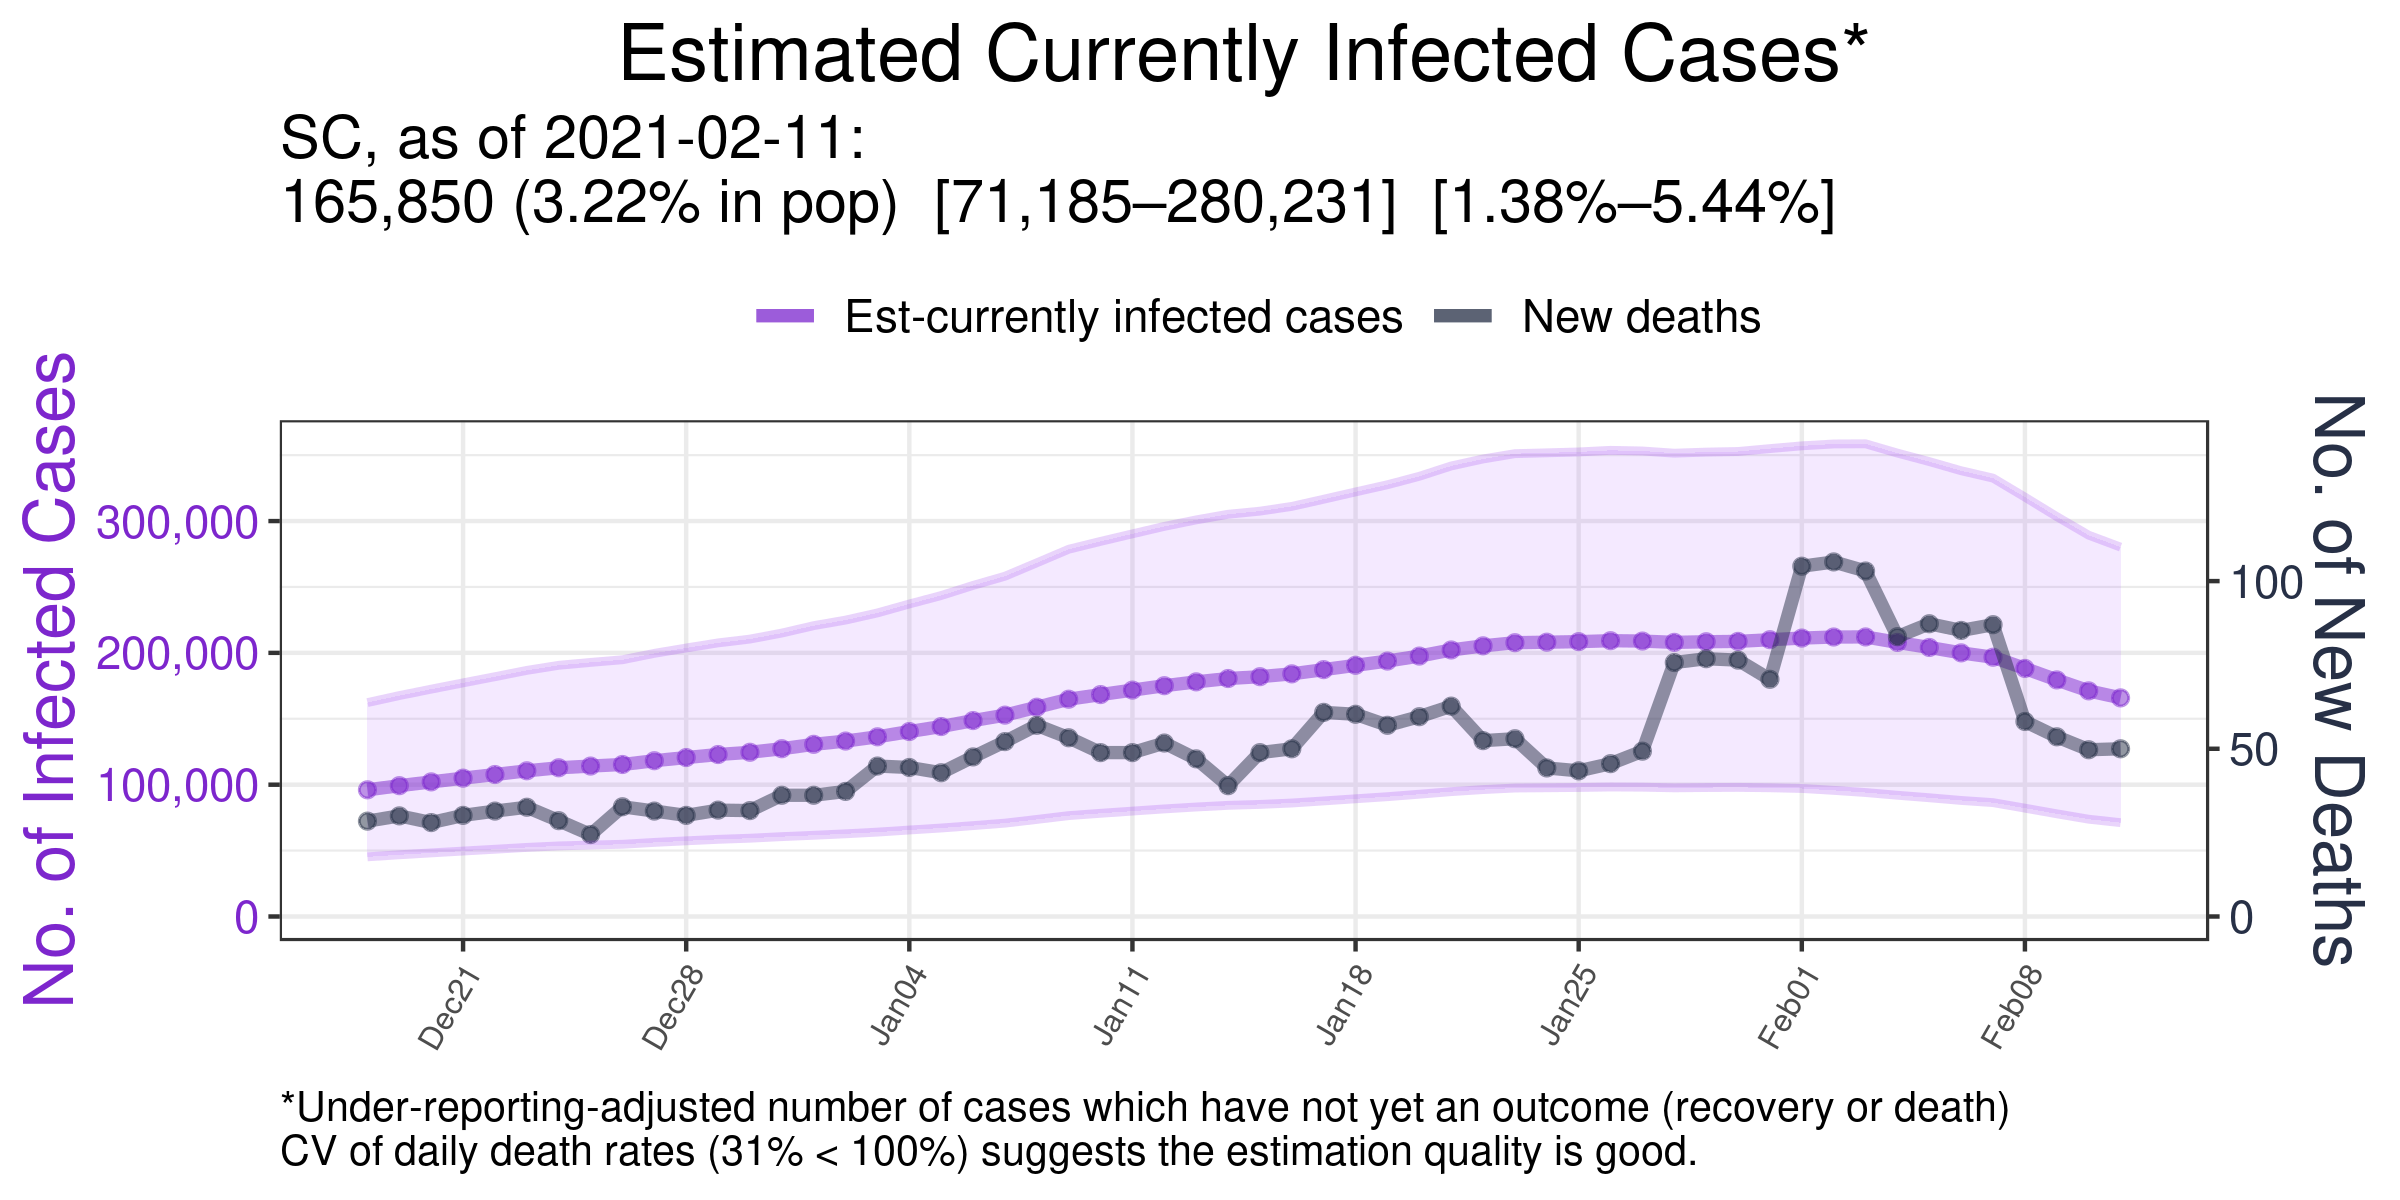 Estimated Currently Infected Cases*
SC, as of 2021-02-11:
165,850 (3.22% in pop)  [71,185–280,231]  [1.38%–5.44%]
Est-currently infected cases
New deaths
No. of Infected Cases
300,000
200,000
100,000
0
100
50
0
No. of New Deaths
Dec21
Dec28
Jan04
Jan11
Jan18
Jan25
Feb01
Feb08
*Under-reporting-adjusted number of cases which have not yet an outcome (recovery or death)
CV of daily death rates (31% < 100%) suggests the estimation quality is good.